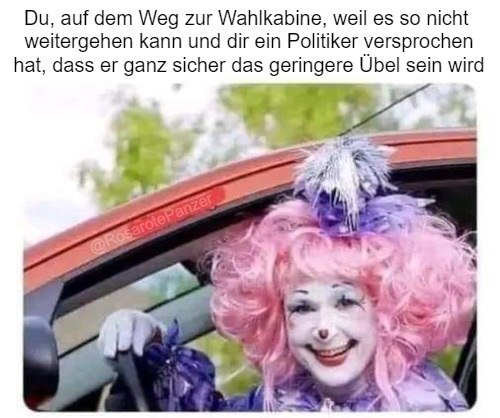 Du, auf dem Weg zur Wahlkabine, weil es so nicht
weitergehen kann und dir ein Politiker versprochen
hat, dass er ganz sicher das geringere Übel sein wird
@RosarotePanzer